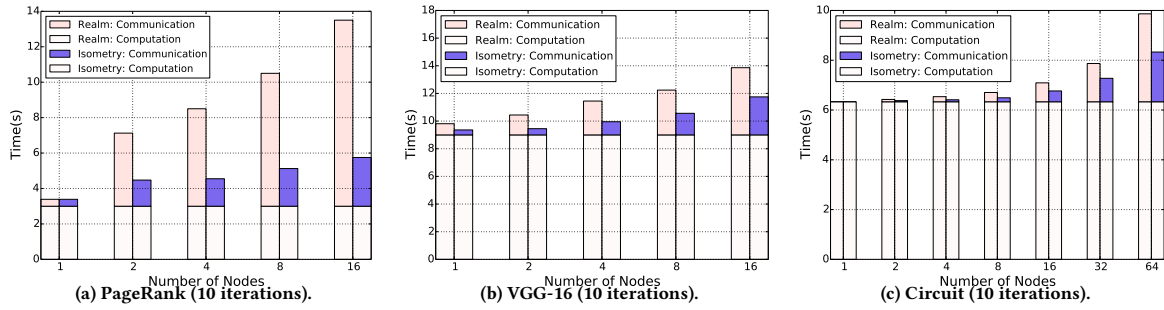 14
12
10
8
6
4
2
0
Time(s)
Realm: Communication
Realm: Computation
Isometry: Communication
Isometry: Computation
1 2 4 8 16
Number of Nodes
(a) PageRank (10 iterations).
18
16
14
12
10
8
6
4
2
0
Time(s)
Realm: Communication
Realm: Computation
Isometry: Communication
Isometry: Computation
1 2 4 8 16
Number of Nodes
(b) VGG-16 (10 iterations).
10
8
6
4
2
0
Time(s)
Realm: Communication
Realm: Computation
Isometry: Communication
Isometry: Computation
1 2 4 8 16 32 64
Number of Nodes
(c) Circuit (10 iterations).